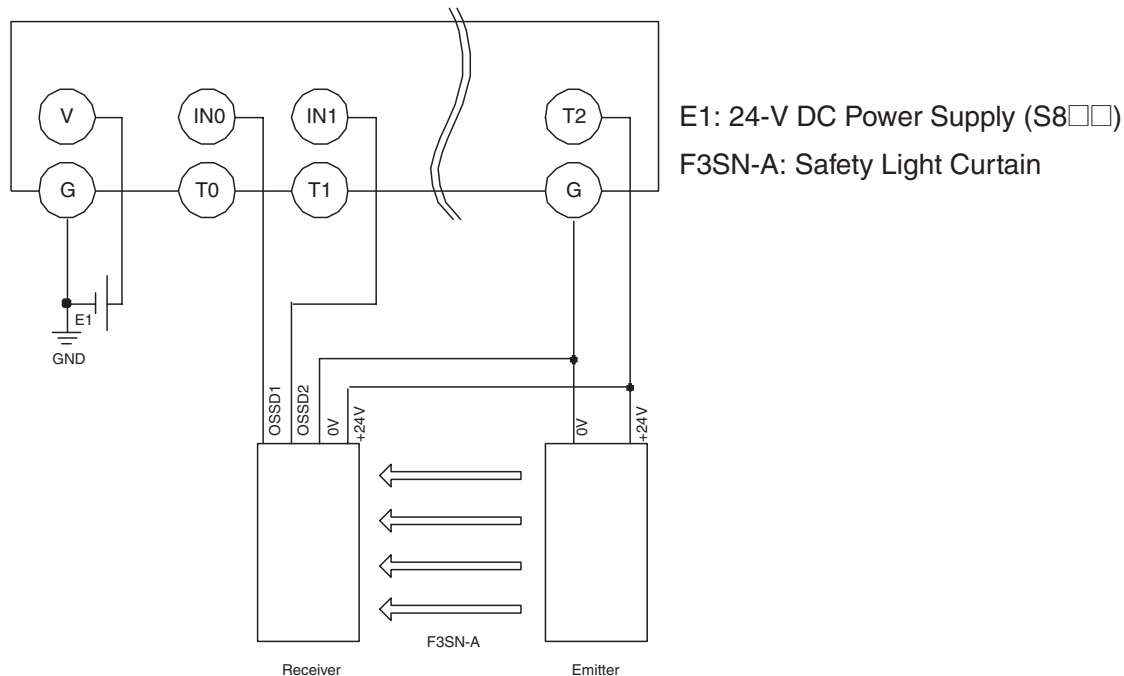 V
IN0
IN1
T2
G
T0
T1
G
E1: 24-V DC Power Supply (S8□□)
F3SN-A: Safety Light Curtain
E1
GND
OSSD1
OSSD2
0V
+24V
0V
+24V
F3SN-A
Receiver
Emitter